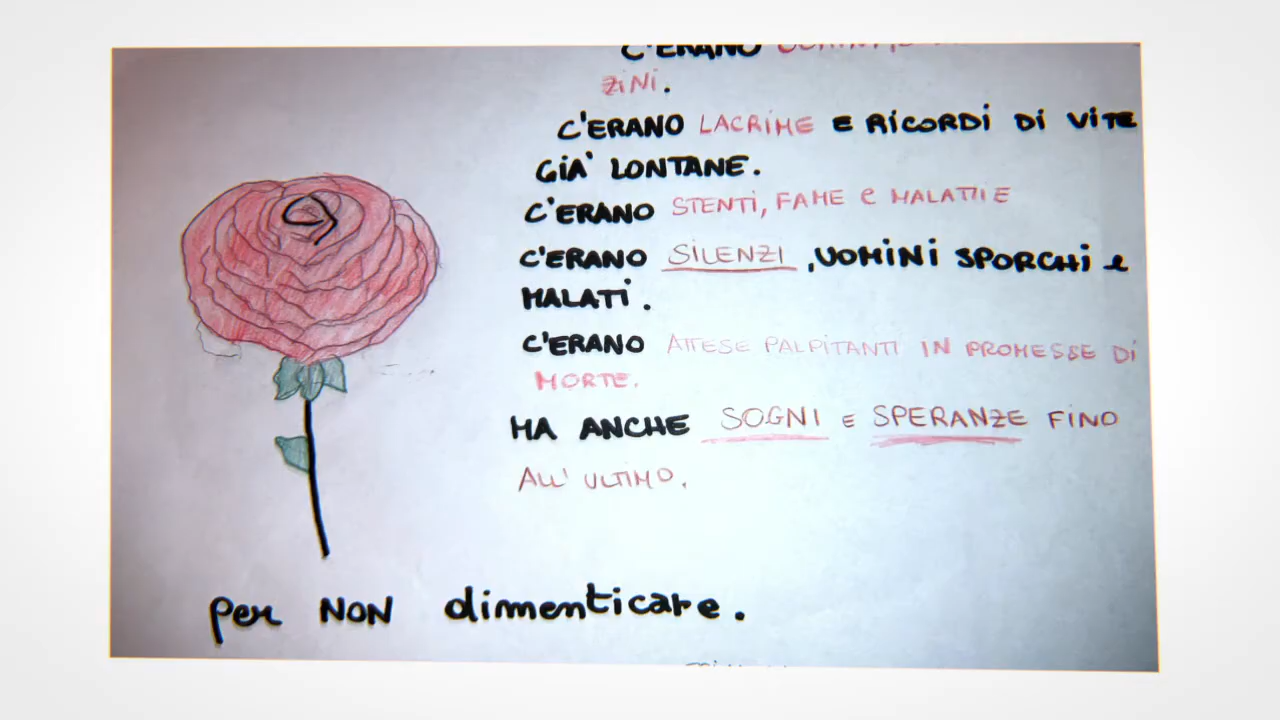 C'ERANO
ZiNi.
C'ERANO LACRIME E RiCORDi Di ViTE
GiA' LONTANE.
C'ERANO STENTi, FAME e MALATTiE
C'ERANO SiLENZI ,UOMiNi SPORCHi e
MALATi.
C'ERANO ATTESE PALPiTANTi IN PROMESSE Di
MORTE.
MA ANCHE SOGNI E SPERANZE FINO
ALL' ULTIMO.
per NON dimenticare.